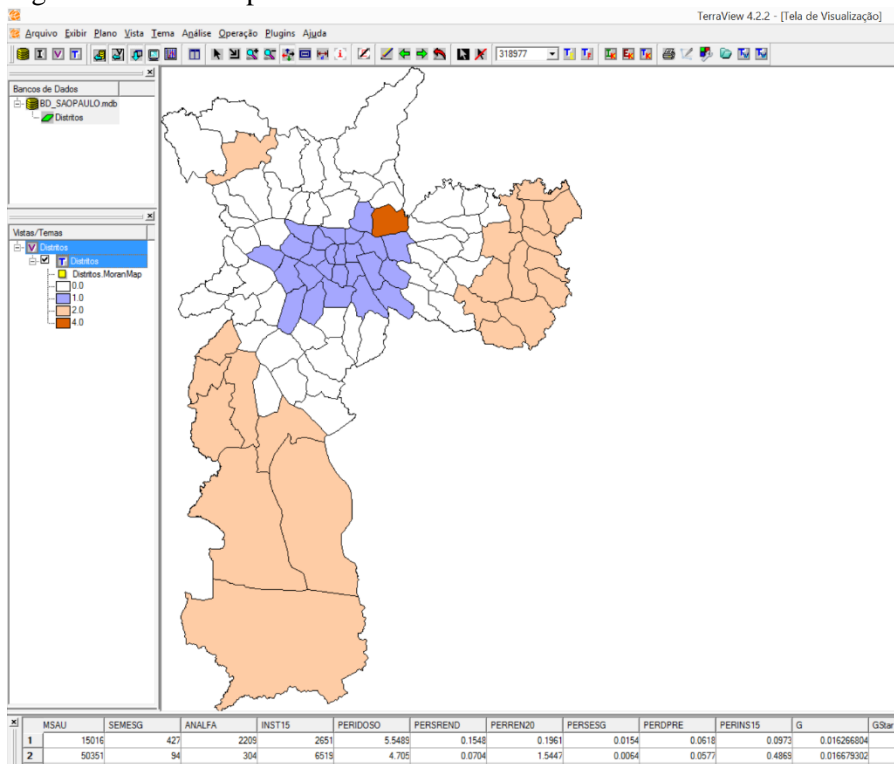 TerraView 4.2.2 - [Tela de Visualização]
Arquivo Exibir Plano Vista Tema Análise Operação Plugins Ajuda
318977
Bancos de Dados
BD_SAOPAULO.mdb
Distritos
Vistas/Temas
Distritos
Distritos
Distritos.MoranMap
0.0
1.0
2.0
4.0
MSAU SEMESG ANALFA INST15 PERIDOSO PERSREND PERREN20 PERSESG PERDPRE PERINS15 G GStar
1 15016 427 2209 2651 5.5489 0.1548 0.1961 0.0154 0.0618 0.0973 0.016266804
2 50351 94 304 6519 4.705 0.0704 1.5447 0.0064 0.0577 0.4869 0.016679302